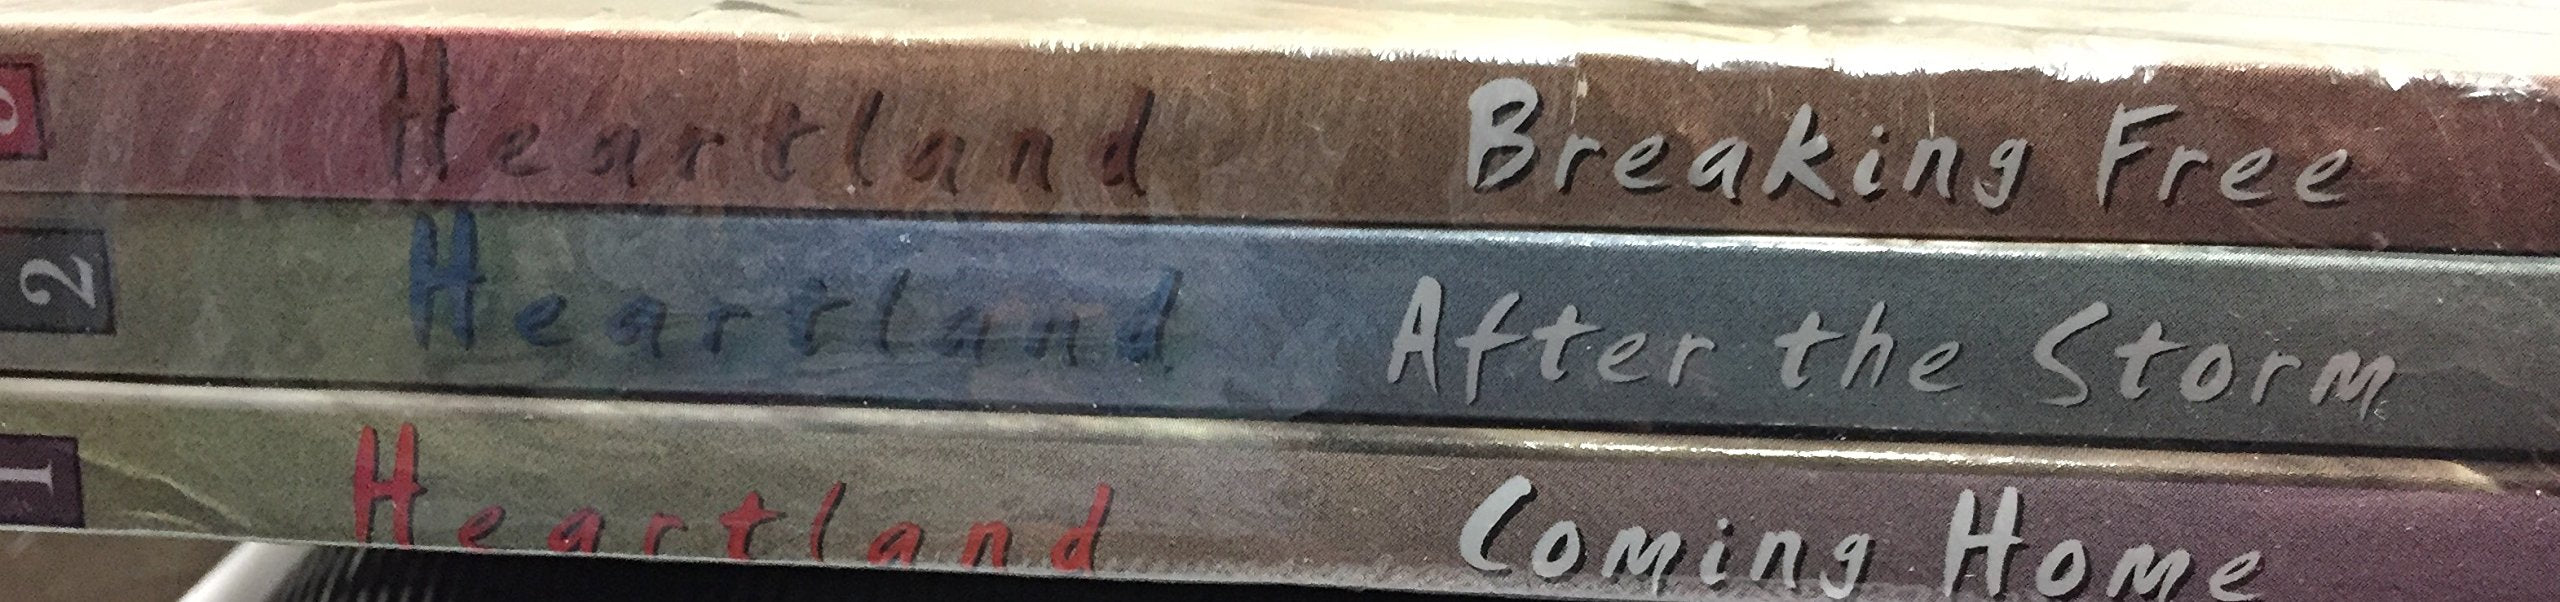 Heartland Breaking Free
2 Heartland After the Storm
1 Heartland Coming Home